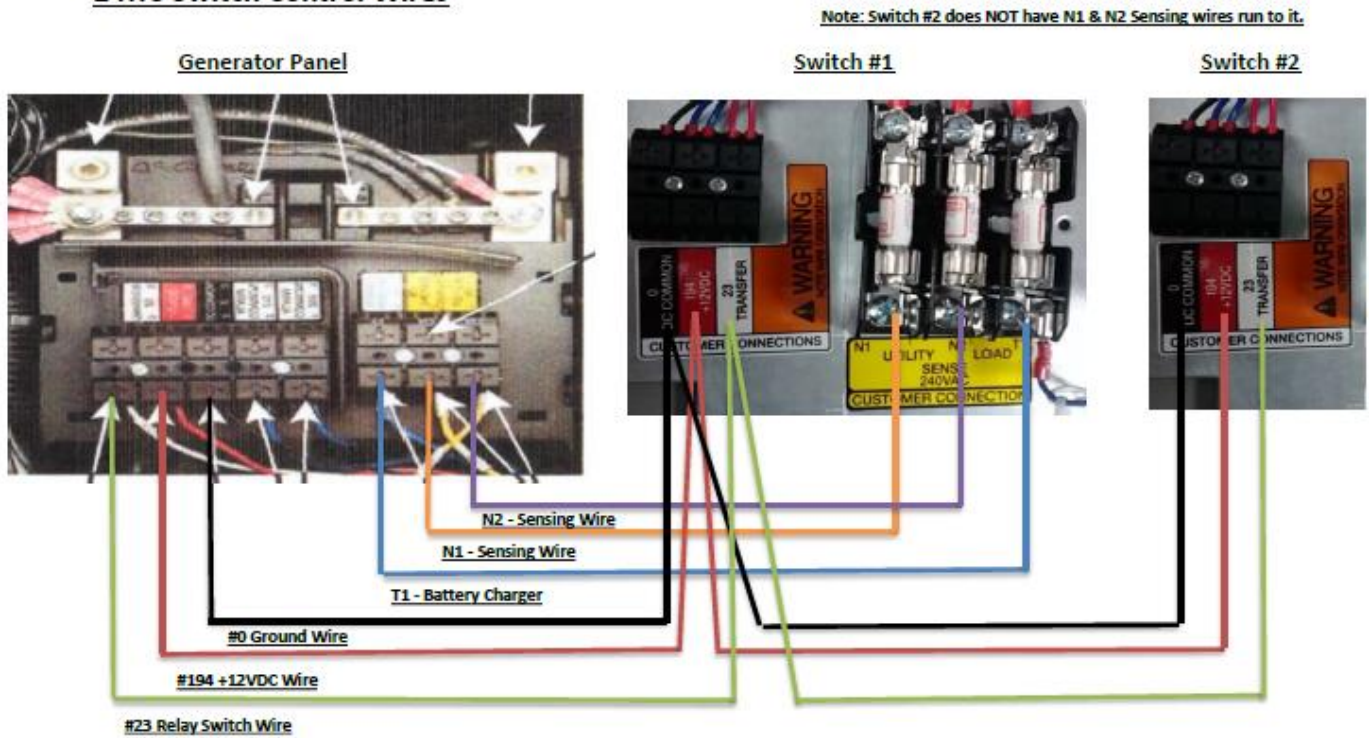 Note: Switch #2 does NOT have N1 & N2 Sensing wires run to it.
Generator Panel
Switch #1
Switch #2
0
DC COMMON
194
+12VDC
23
TRANSFER
WARNING
CUSTOMER CONNECTIONS
N1
UTILITY
LOAD
T1
SENSE
240VAC
CUSTOMER CONNECTION
0
DC COMMON
194
+12VDC
23
TRANSFER
WARNING
CUSTOMER CONNECTIONS
N2 - Sensing Wire
N1 - Sensing Wire
T1 - Battery Charger
#0 Ground Wire
#194 +12VDC Wire
#23 Relay Switch Wire